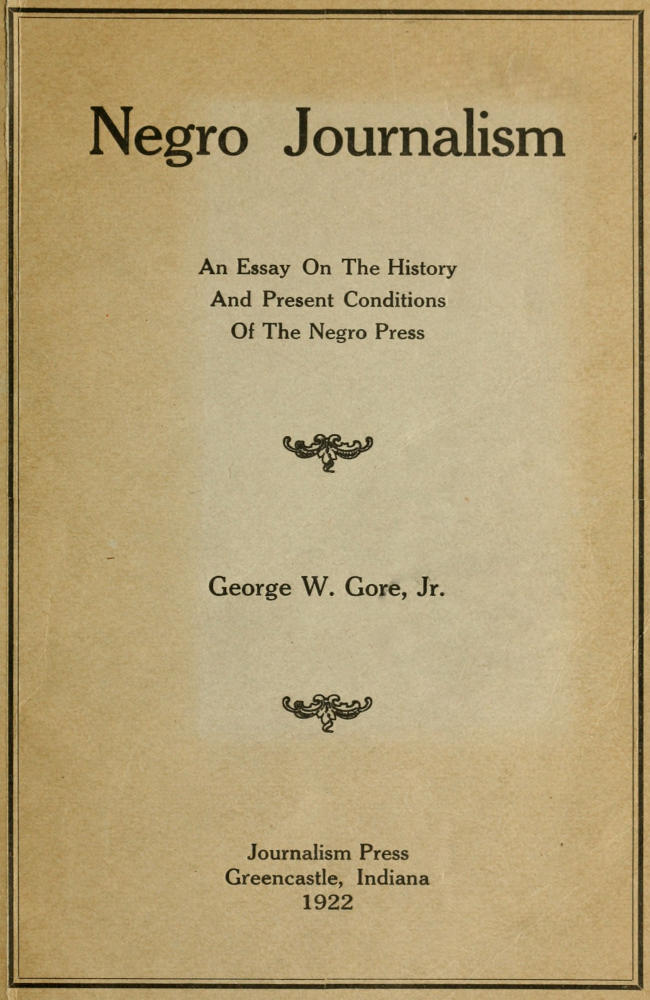 Negro Journalism
An Essay On The History
And Present Conditions
Of The Negro Press
George W. Gore, Jr.
Journalism Press
Greencastle, Indiana
1922